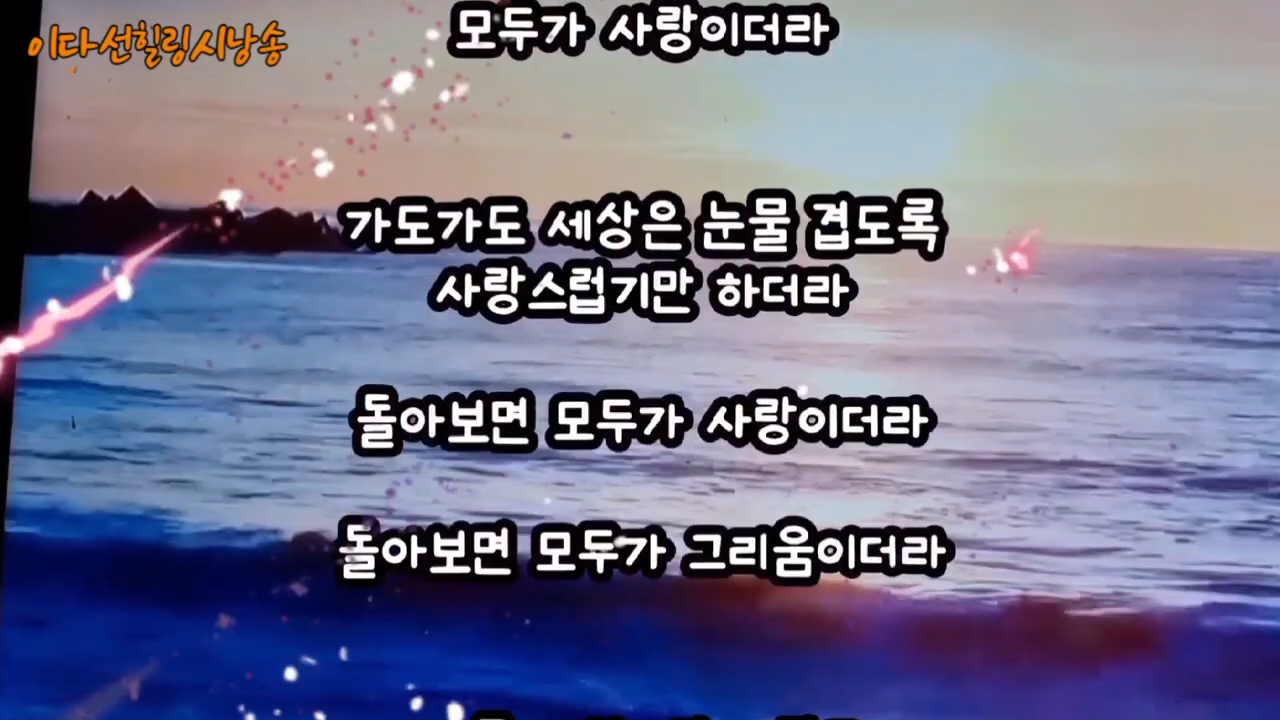 이다선힐링시낭송
모두가 사랑이더라
가도가도 세상은 눈물 겹도록
사랑스럽기만 하더라
돌아보면 모두가 사랑이더라
돌아보면 모두가 그리움이더라